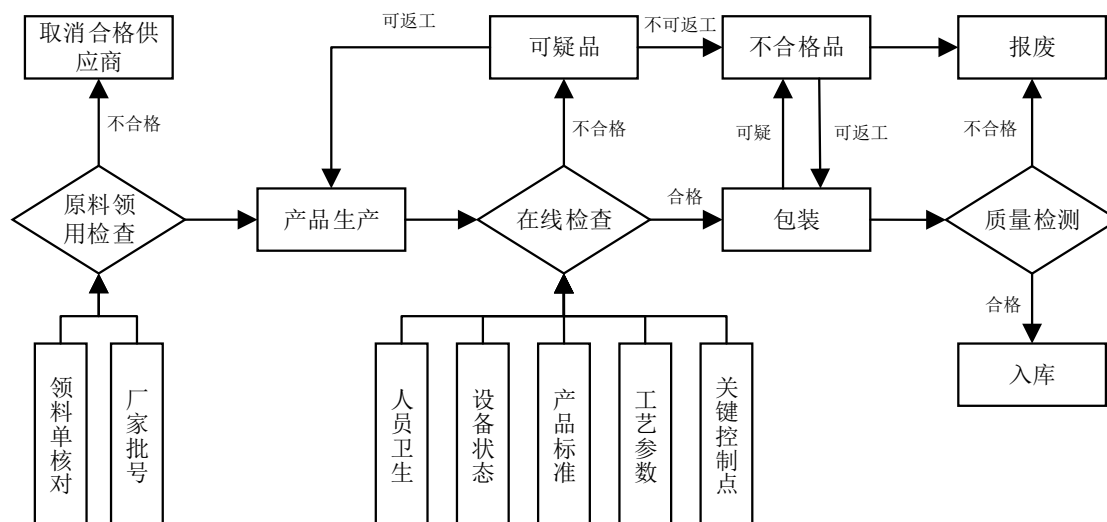 取消合格供
应商
可返工
可疑品
不可返工
不合格品
报废
不合格
不合格
可疑
可返工
不合格
原料领
用检查
产品生产
在线检查
合格
包装
质量检测
合格
入库
领料单核对
厂家批号
人员卫生
设备状态
产品标准
工艺参数
关键控制点